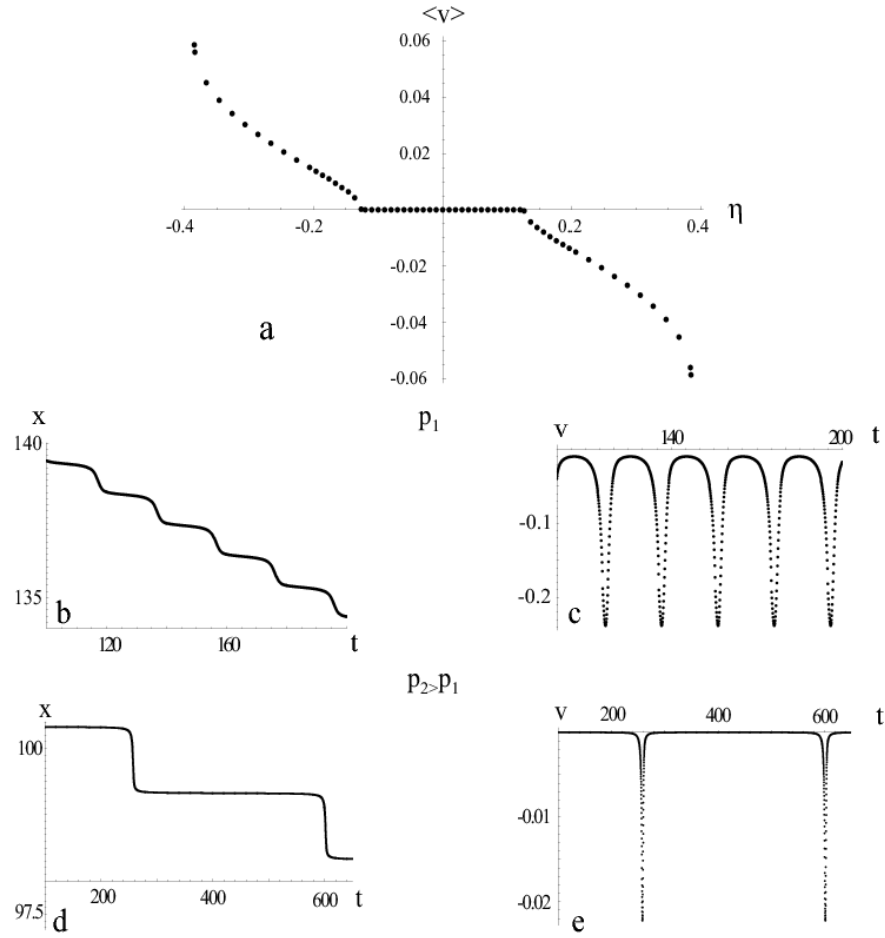 <v>
0.06
0.04
0.02
-0.4 -0.2 0.2 0.4 η
-0.02
-0.04
-0.06
a
p1
x
140
135
b
120 160 t
v 140 200 t
-0.1
-0.2
c
p2>p1
x
100
97.5
200 400 600 t
d
v 200 400 600 t
-0.01
-0.02
e